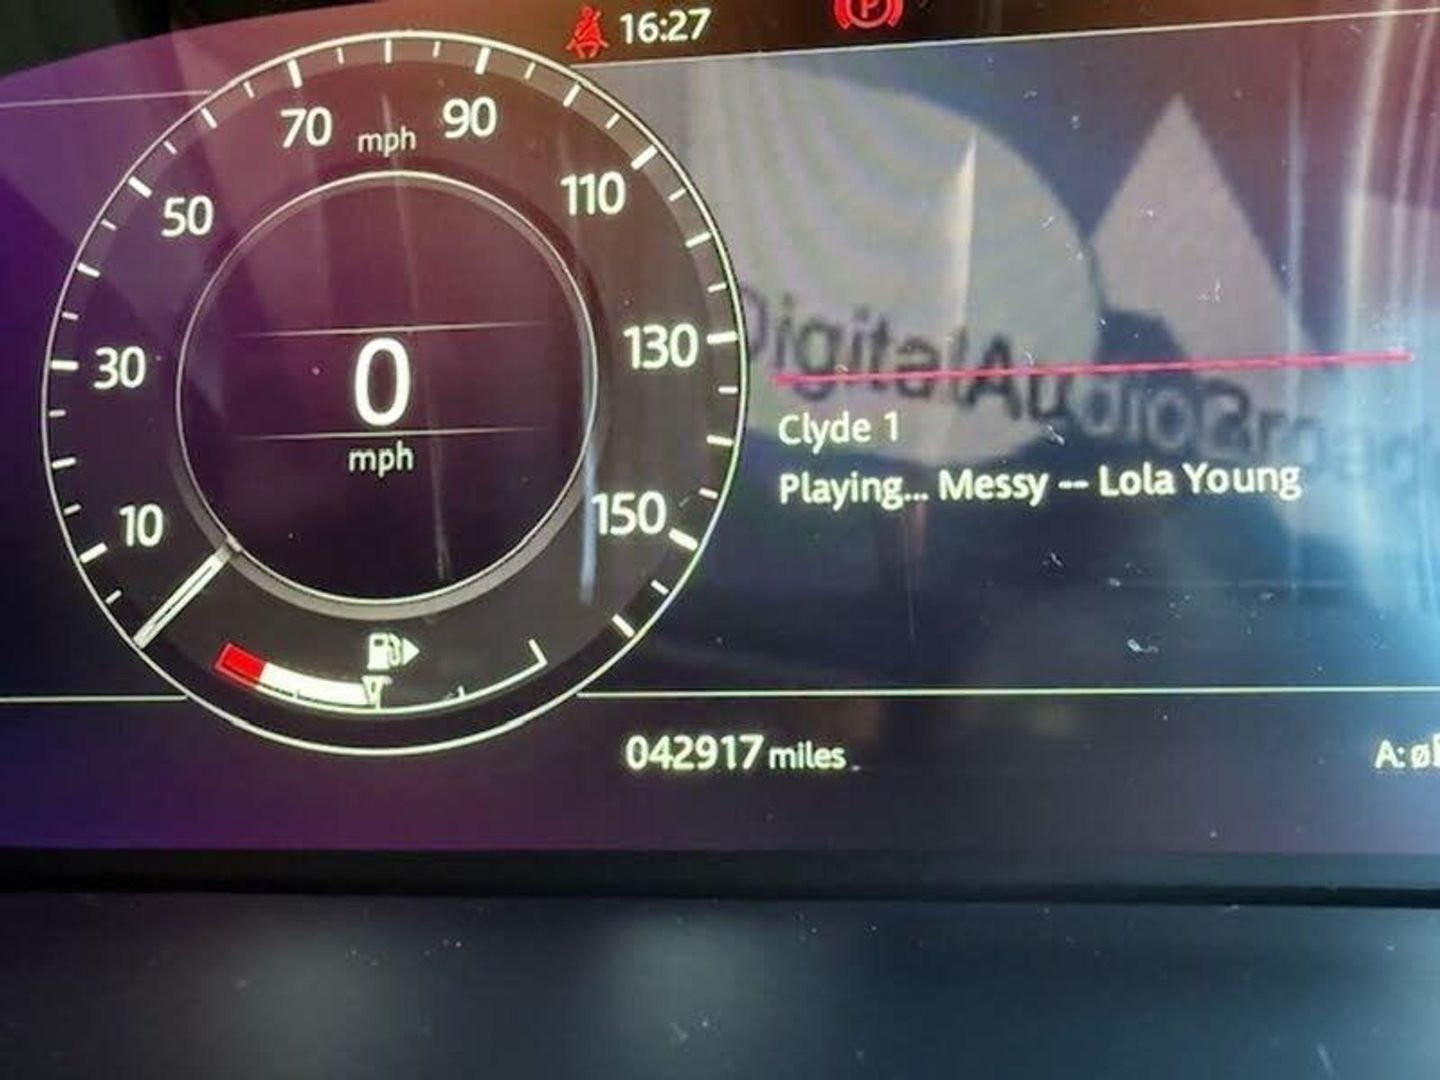 16:27
P
70 mph 90
50
110
30
130
10
150
0
mph
DigitalAudioSp
Clyde 1
Playing... Messy -- Lola Young
042917 miles
A: